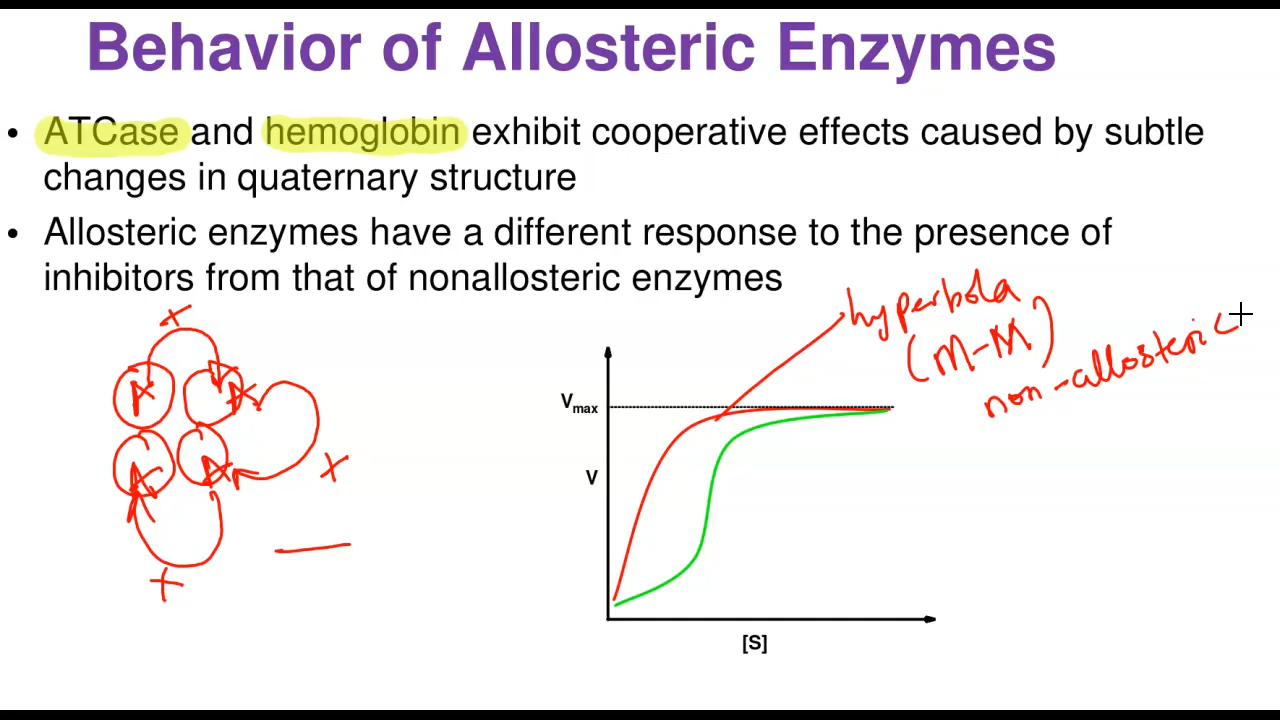 Behavior of Allosteric Enzymes
• ATCase and hemoglobin exhibit cooperative effects caused by subtle
changes in quaternary structure
• Allosteric enzymes have a different response to the presence of
inhibitors from that of nonallosteric enzymes
+
A A
A A
+
+
hyperbola
(M-M)
non-allosteric
Vmax
V
[S]